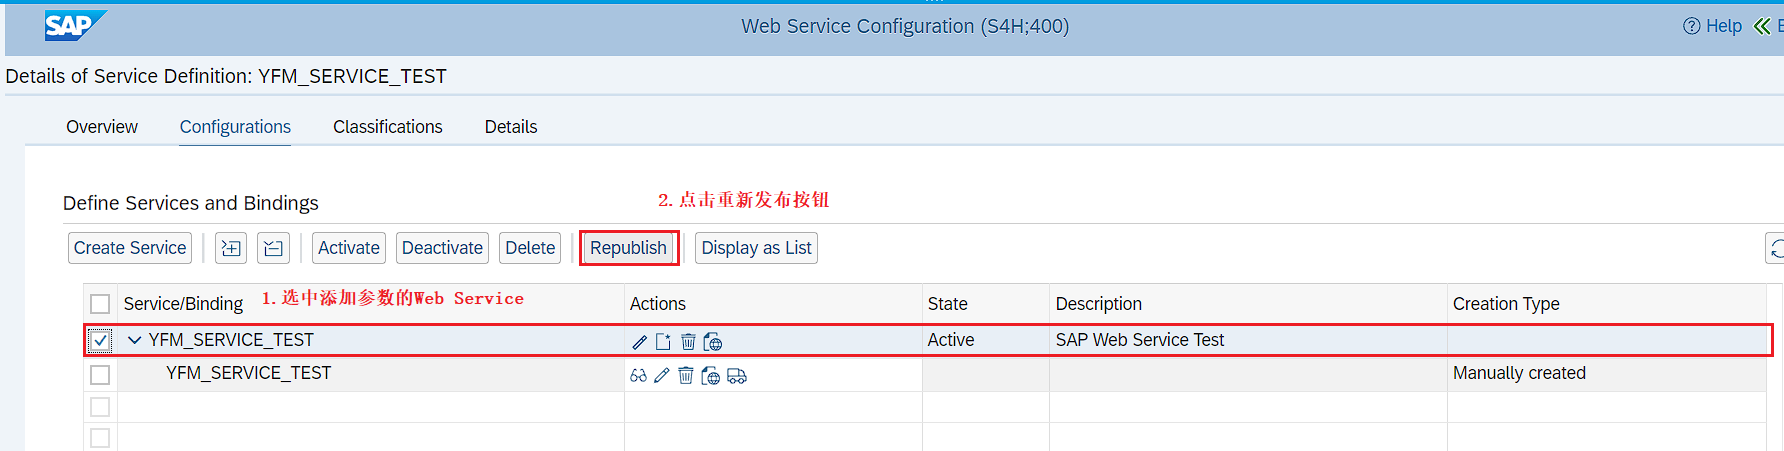 SAP
Web Service Configuration (S4H;400)
Help
Details of Service Definition: YFM_SERVICE_TEST
Overview Configurations Classifications Details
2.点击重新发布按钮
Define Services and Bindings
Create Service Activate Deactivate Delete Republish Display as List
Service/Binding 1.选中添加参数的Web Service Actions State Description Creation Type
YFM_SERVICE_TEST Active SAP Web Service Test
YFM_SERVICE_TEST Manually created